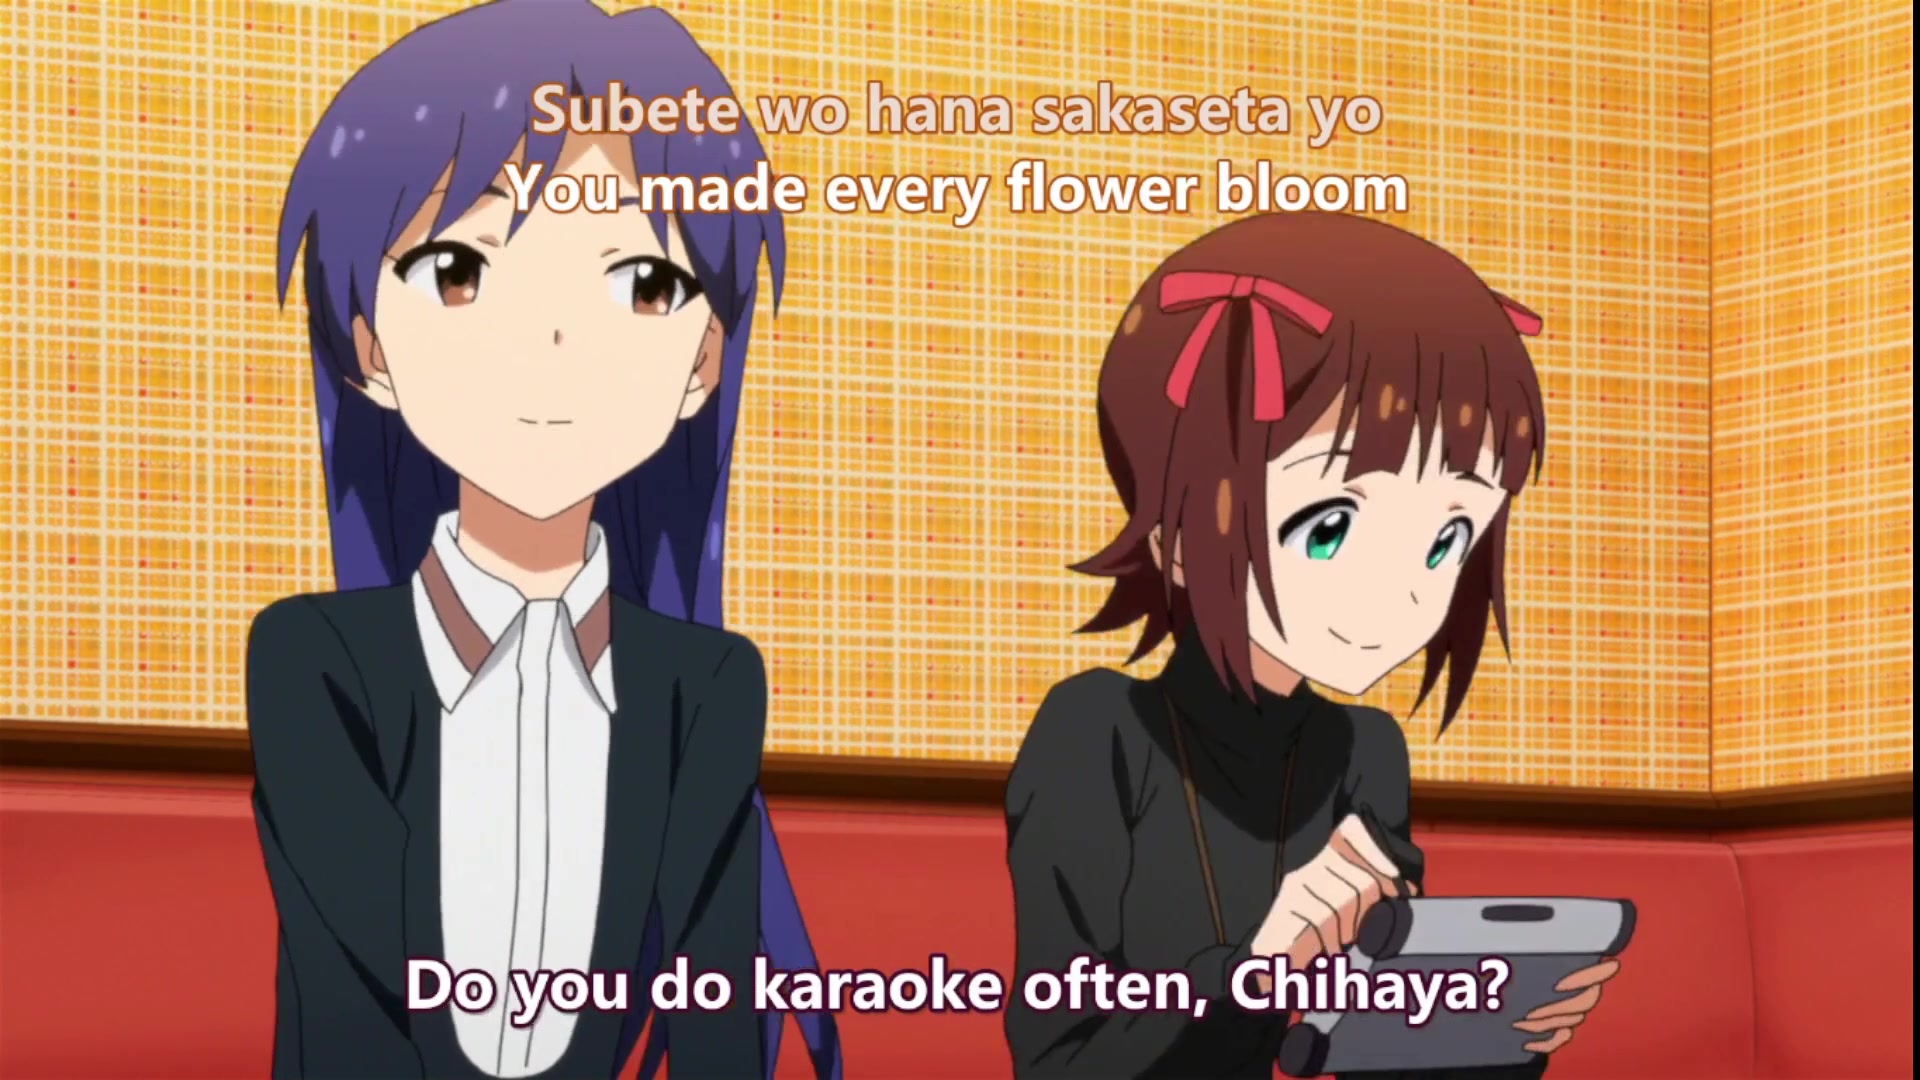 Subete wo hana sakaseta yo
You made every flower bloom
Do you do karaoke often, Chihaya?